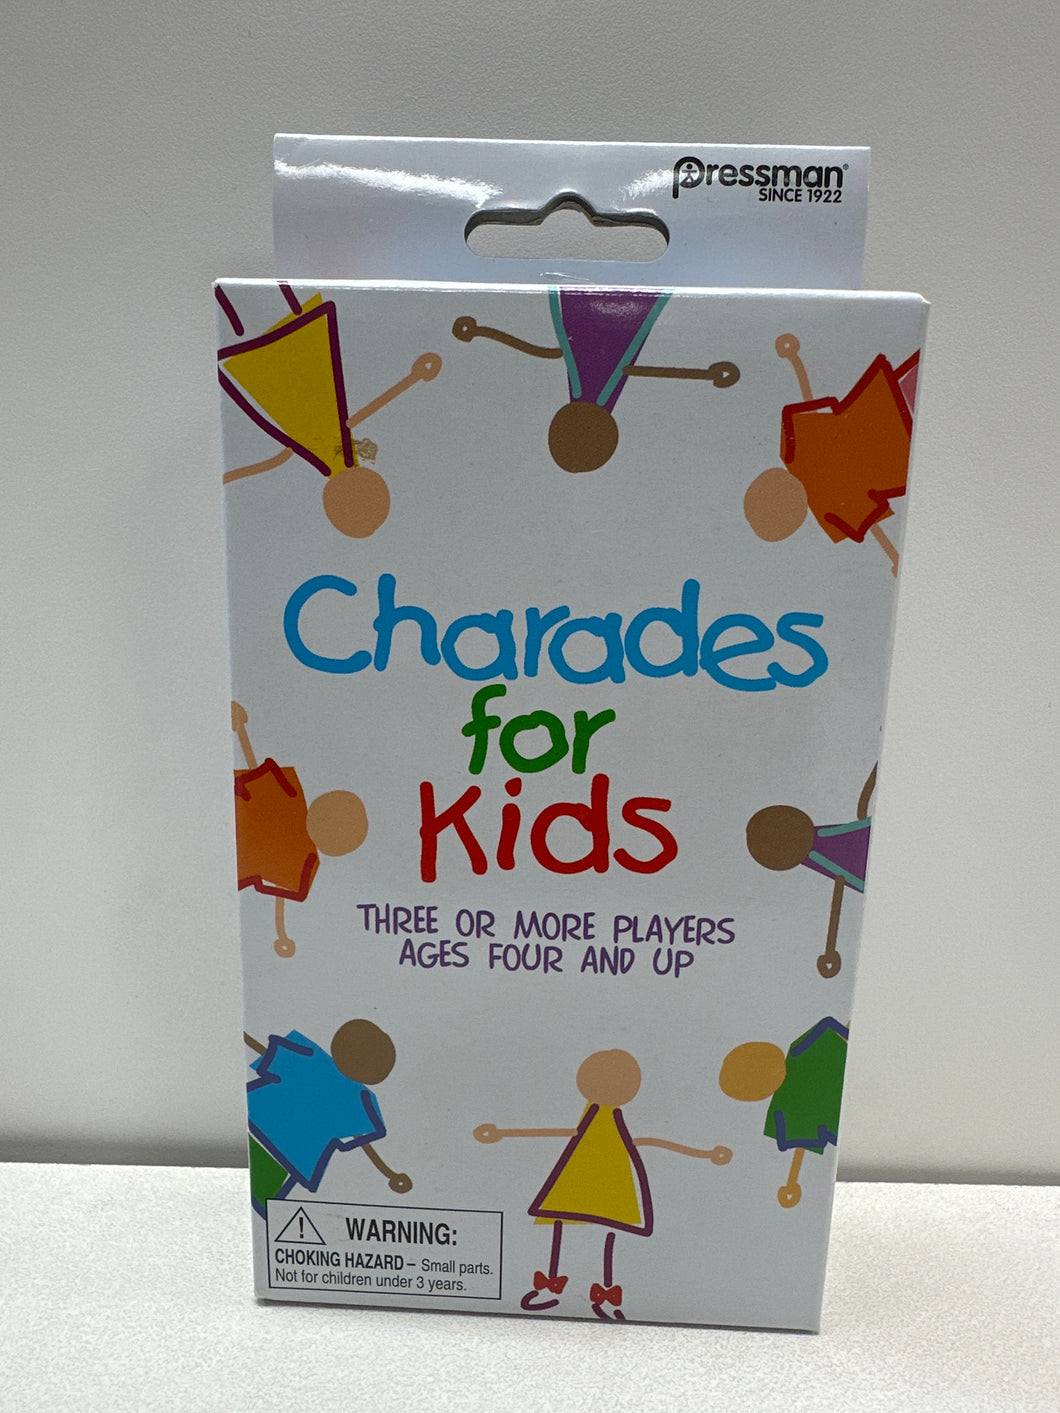 Pressman®
SINCE 1922
Charades
for
Kids
THREE OR MORE PLAYERS
AGES FOUR AND UP
WARNING:
CHOKING HAZARD – Small parts.
Not for children under 3 years.